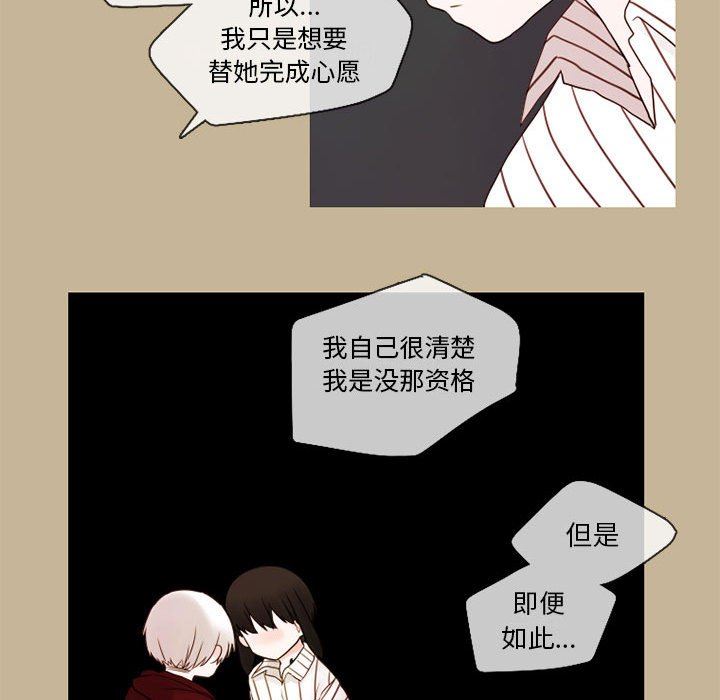 所以...
我只是想要
替她完成心愿
我自己很清楚
我是没那资格
但是
即便
如此...